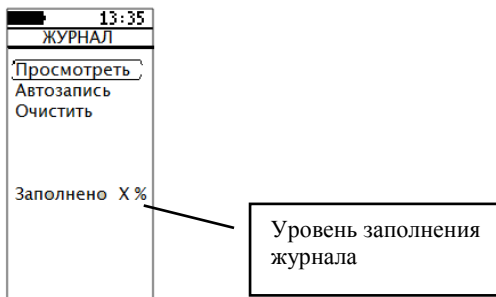 13:35
ЖУРНАЛ
Просмотреть
Автозапись
Очистить
Заполнено X %
Уровень заполнения
журнала